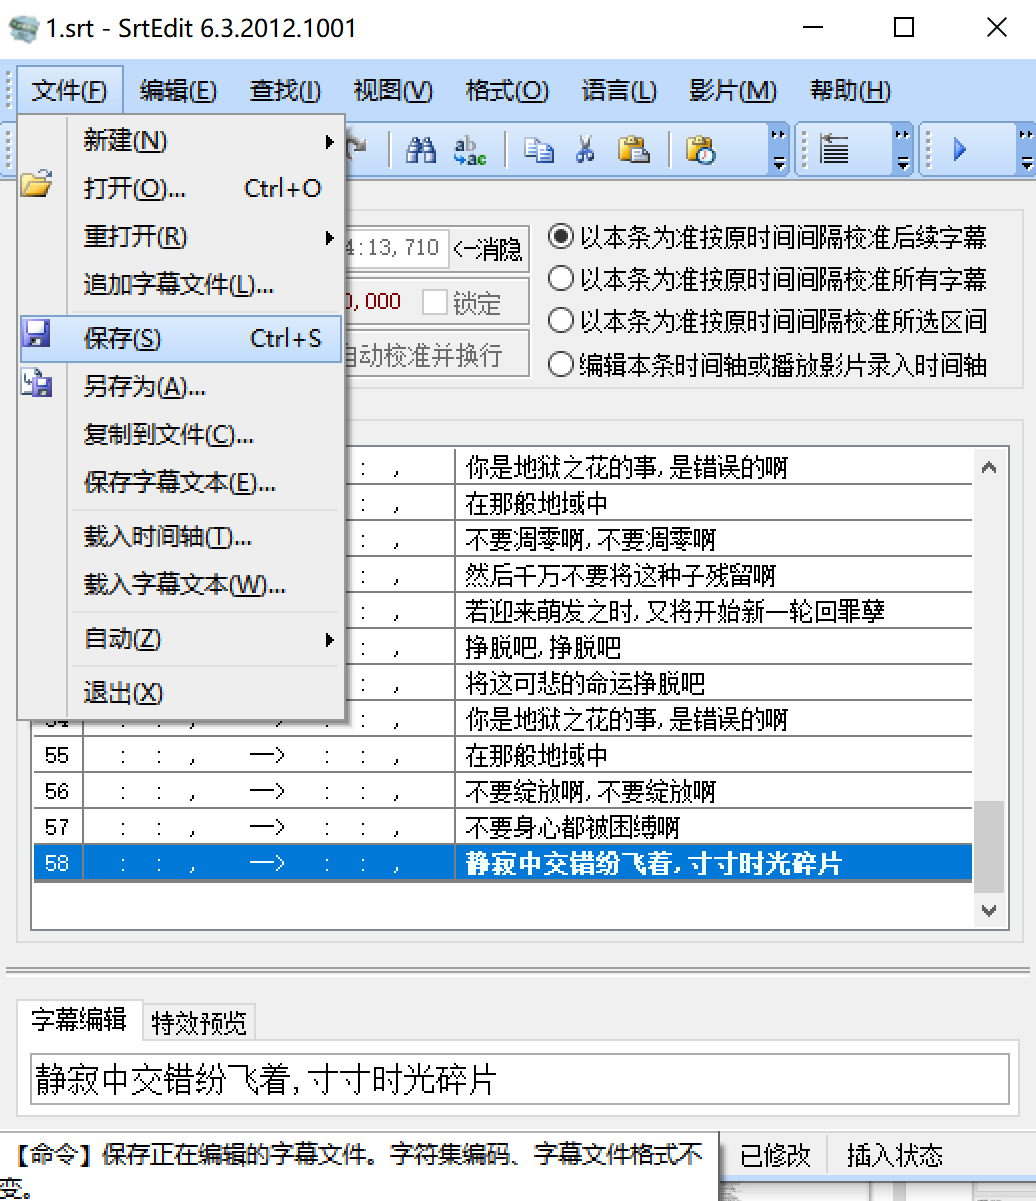 1.srt - SrtEdit 6.3.2012.1001
文件(F) 编辑(E) 查找(I) 视图(V) 格式(O) 语言(L) 影片(M) 帮助(H)
新建(N)
打开(O)... Ctrl+O
重打开(R)
追加字幕文件(L)...
保存(S) Ctrl+S
另存为(A)...
复制到文件(C)...
保存字幕文本(E)...
载入时间轴(T)...
载入字幕文本(W)...
自动(Z)
退出(X)
4:13,710 <-消隐
0,000 锁定
自动校准并换行
以本条为准按原时间间隔校准后续字幕
以本条为准按原时间间隔校准所有字幕
以本条为准按原时间间隔校准所选区间
编辑本条时间轴或播放影片录入时间轴
: , 你是地狱之花的事,是错误的啊
: , 在那般地域中
: , 不要凋零啊,不要凋零啊
: , 然后千万不要将这种子残留啊
: , 若迎来萌发之时,又将开始新一轮回罪孽
: , 挣脱吧,挣脱吧
: , 将这可悲的命运挣脱吧
54 : : , —> : : , 你是地狱之花的事,是错误的啊
55 : : , —> : : , 在那般地域中
56 : : , —> : : , 不要绽放啊,不要绽放啊
57 : : , —> : : , 不要身心都被困缚啊
58 : : , —> : : , 静寂中交错纷飞着,寸寸时光碎片
字幕编辑 特效预览
静寂中交错纷飞着,寸寸时光碎片
【命令】保存正在编辑的字幕文件。字符集编码、字幕文件格式不
变。
已修改 插入状态